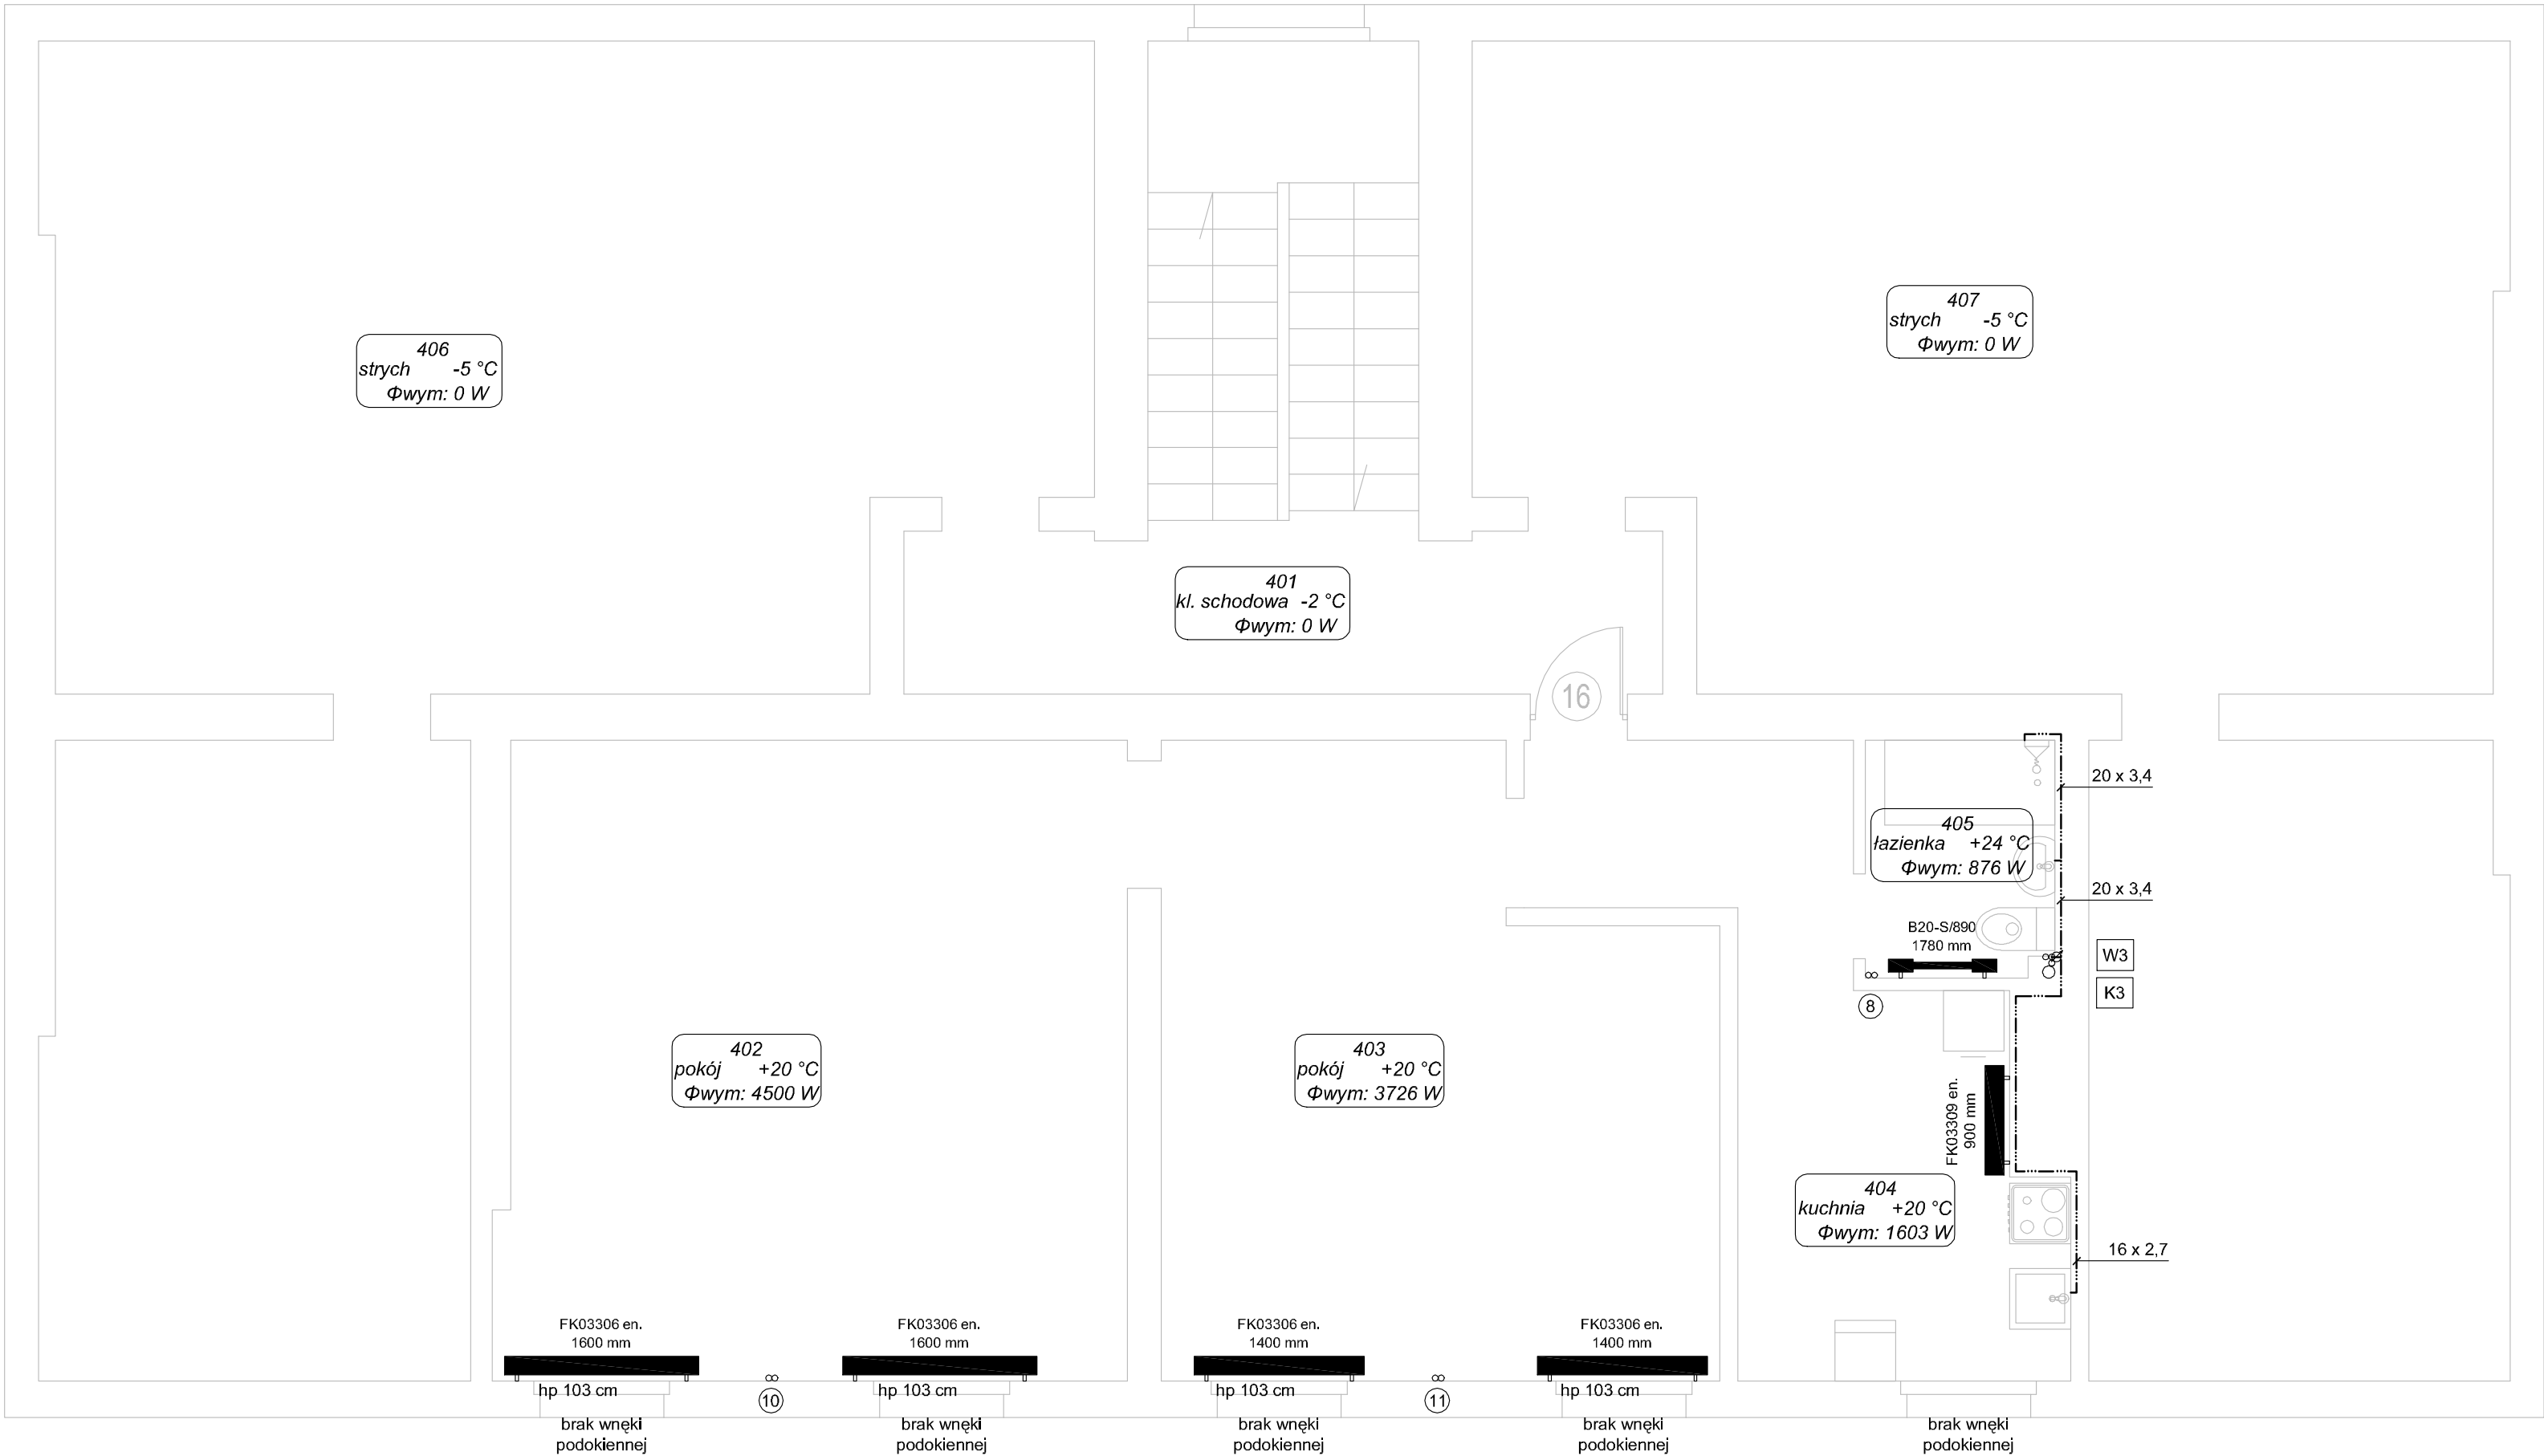 407
strych -5 °C
Φwym: 0 W
406
strych -5 °C
Φwym: 0 W
401
kl. schodowa -2 °C
Φwym: 0 W
16
20 x 3,4
405
łazienka +24 °C
Φwym: 876 W
20 x 3,4
B20-S/890
1780 mm
W3
K3
8
402
pokój +20 °C
Φwym: 4500 W
403
pokój +20 °C
Φwym: 3726 W
FK03309 en.
900 mm
404
kuchnia +20 °C
Φwym: 1603 W
16 x 2,7
FK03306 en.
1600 mm
FK03306 en.
1600 mm
FK03306 en.
1400 mm
FK03306 en.
1400 mm
hp 103 cm
10
hp 103 cm
hp 103 cm
11
hp 103 cm
brak wnęki
podokiennej
brak wnęki
podokiennej
brak wnęki
podokiennej
brak wnęki
podokiennej
brak wnęki
podokiennej